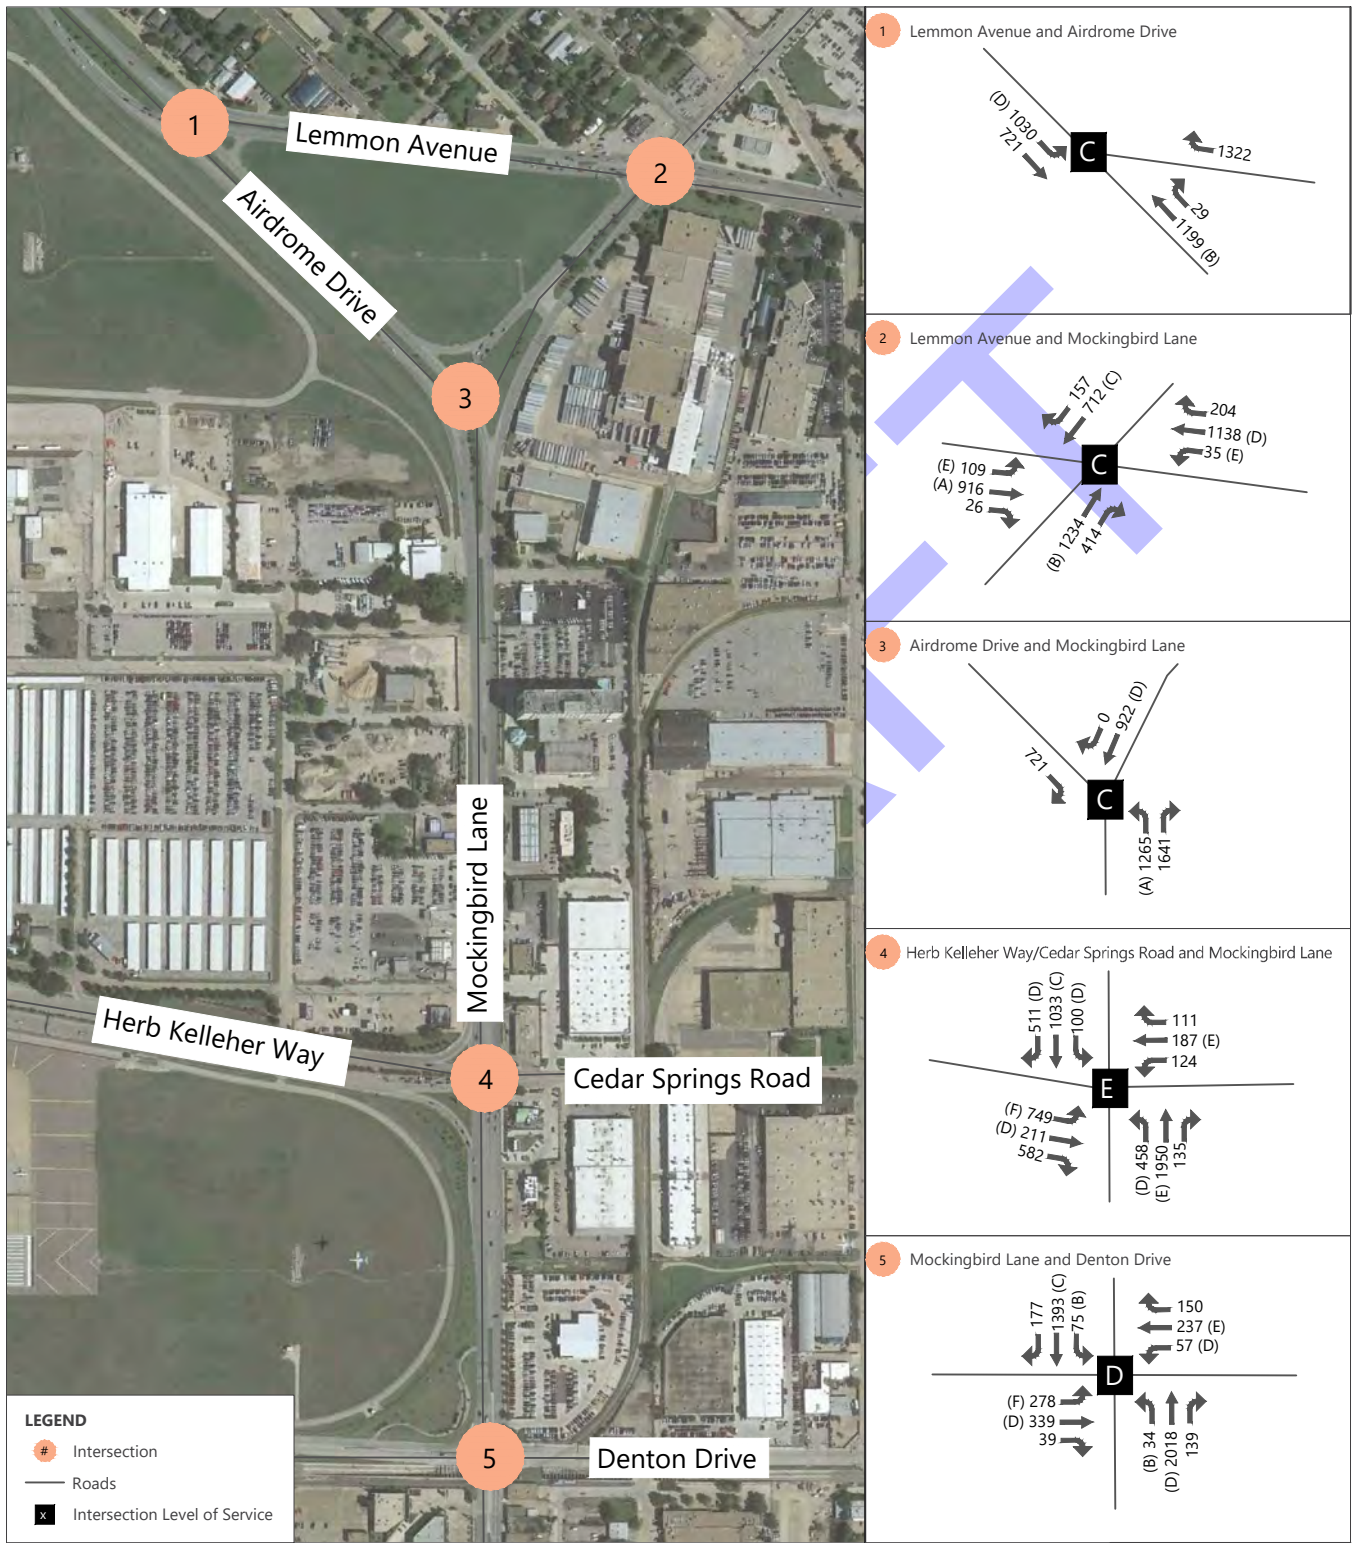 1
Lemmon Avenue
2
Airdrome Drive
3
Mockingbird Lane
Herb Kelleher Way
4
Cedar Springs Road
5
Denton Drive
LEGEND
# Intersection
Roads
x Intersection Level of Service
1 Lemmon Avenue and Airdrome Drive
(D) 1030
721
C
1322
29
1199 (B)
2 Lemmon Avenue and Mockingbird Lane
157
712 (C)
204
1138 (D)
35 (E)
C
(E) 109
(A) 916
26
(B) 1234
414
3 Airdrome Drive and Mockingbird Lane
0
922 (D)
721
C
(A) 1265
1641
4 Herb Kelleher Way/Cedar Springs Road and Mockingbird Lane
511 (D)
1033 (C)
100 (D)
111
187 (E)
124
E
(F) 749
(D) 211
582
(D) 458
(E) 1950
135
5 Mockingbird Lane and Denton Drive
177
1393 (C)
75 (B)
150
237 (E)
57 (D)
D
(F) 278
(D) 339
39
(B) 34
(D) 2018
139